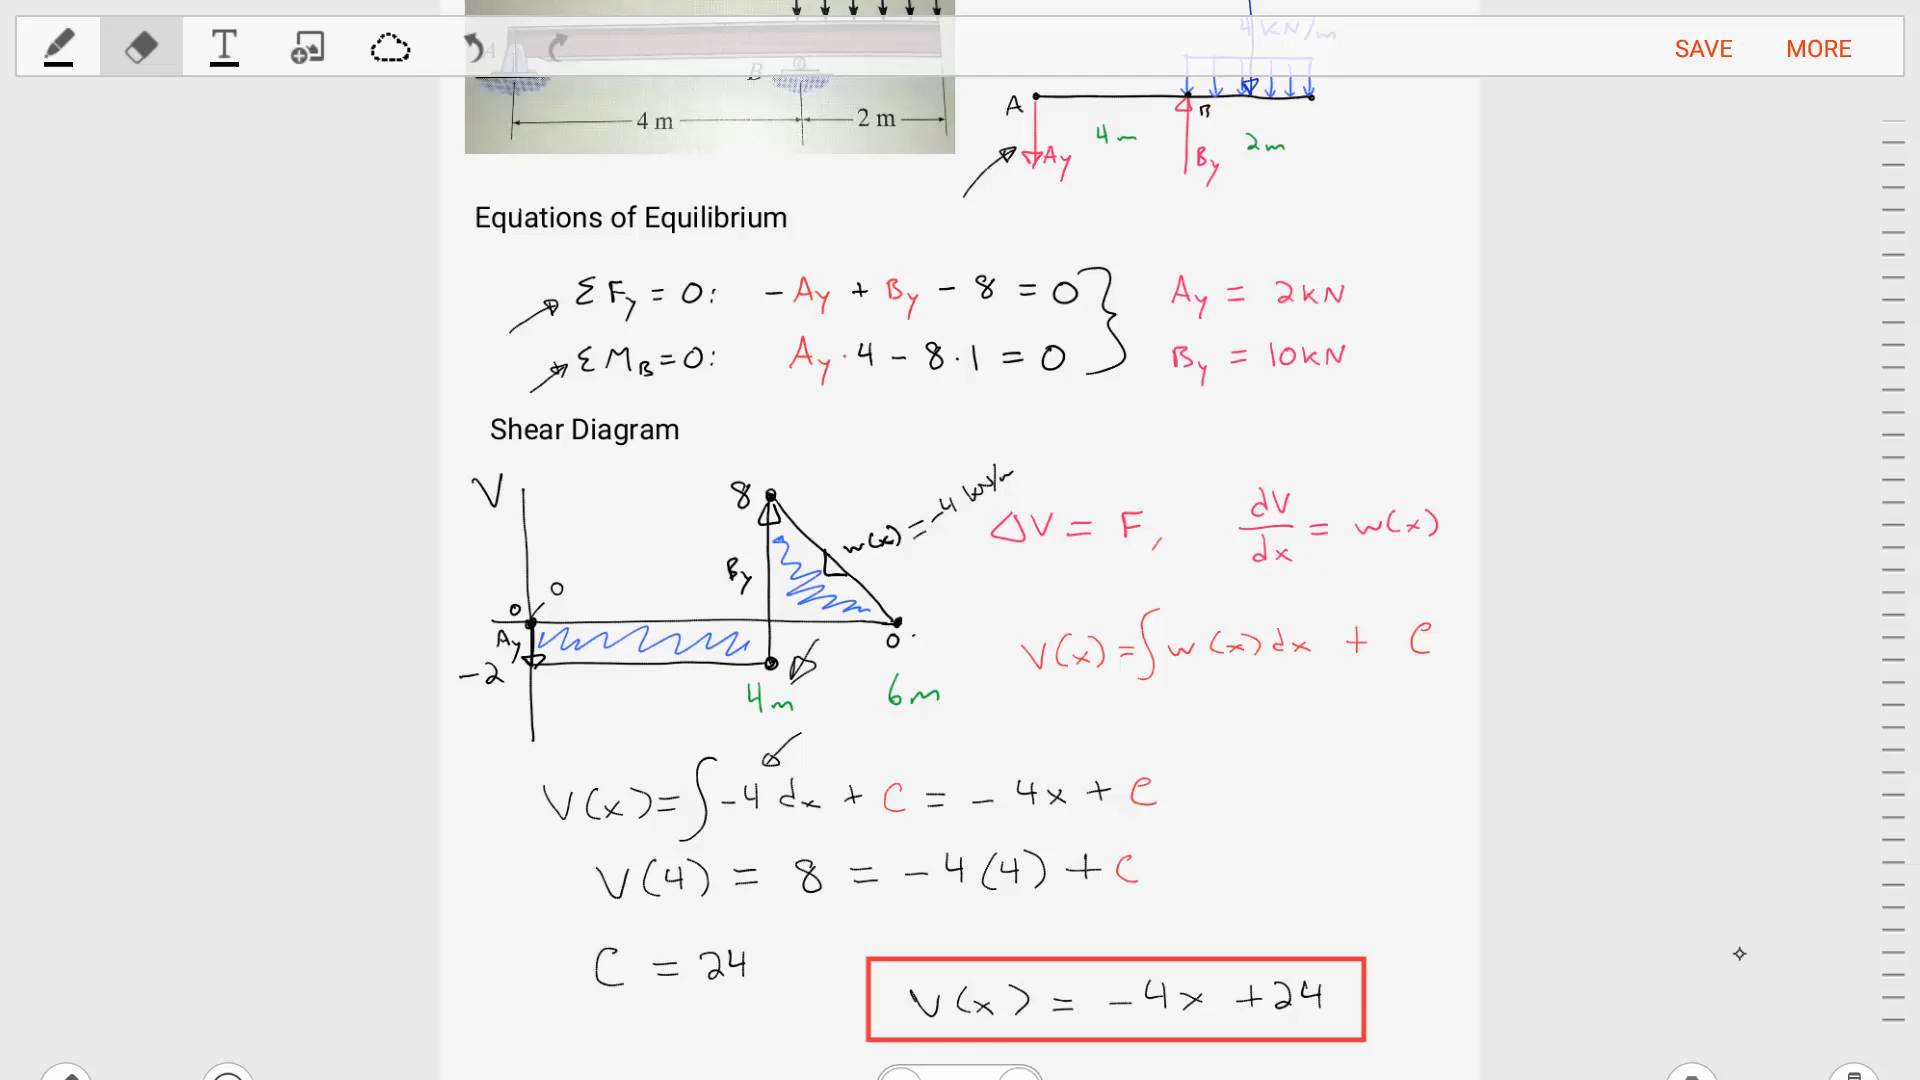 T
SAVE
MORE
4 kN/m
A
B
4 m
2 m
A
B
Ay
4m
By
2m
Equations of Equilibrium
ΣFy = 0: -Ay + By - 8 = 0
Ay = 2kN
ΣMB = 0: Ay·4 - 8·1 = 0
By = 10kN
Shear Diagram
V
8
w(x) = -4 kN/m
ΔV = F, dV/dx = w(x)
By
0
0
Ay
-2
0
4m
6m
V(x) = ∫w(x)dx + C
V(x) = ∫-4 dx + C = -4x + C
V(4) = 8 = -4(4) + C
C = 24
V(x) = -4x + 24